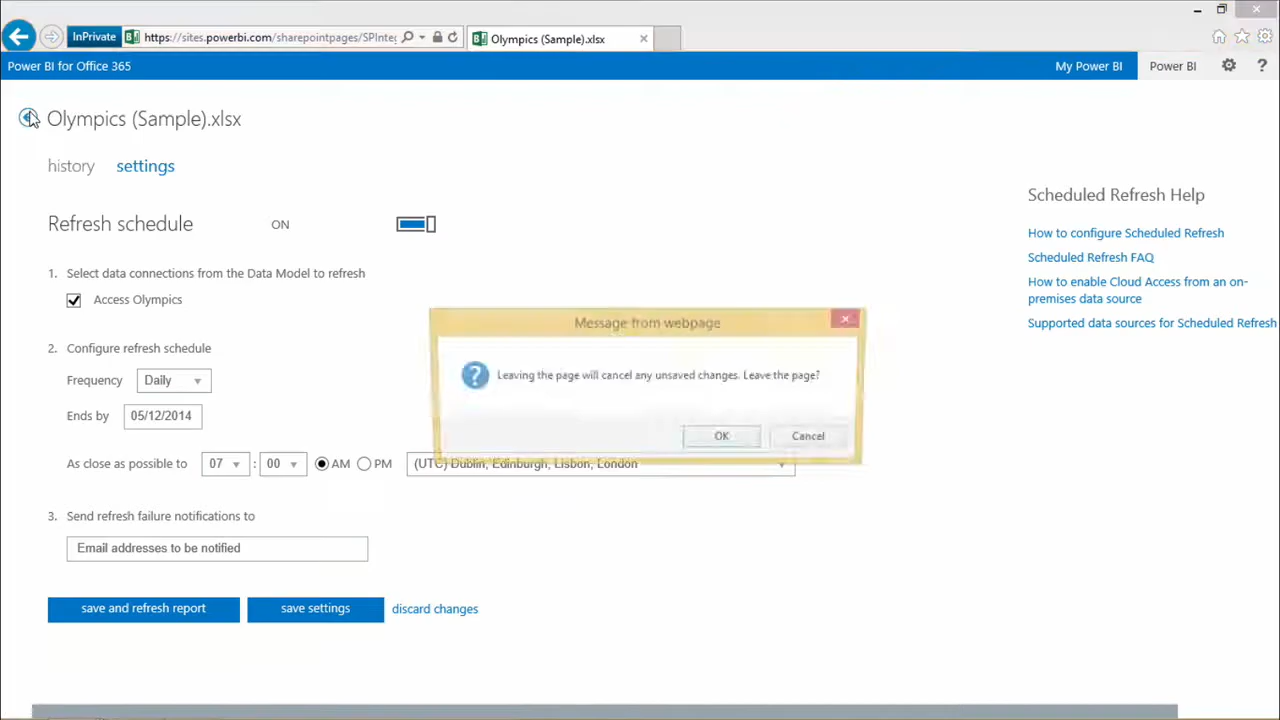 InPrivate
https://sites.powerbi.com/sharepointpages/SPInteg
Olympics (Sample).xlsx
Power BI for Office 365
My Power BI
Power BI
?
Olympics (Sample).xlsx
history settings
Refresh schedule ON
1. Select data connections from the Data Model to refresh
Access Olympics
2. Configure refresh schedule
Frequency Daily
Ends by 05/12/2014
As close as possible to 07 : 00 AM PM (UTC) Dublin, Edinburgh, Lisbon, London
3. Send refresh failure notifications to
Email addresses to be notified
save and refresh report save settings discard changes
Message from webpage
Leaving the page will cancel any unsaved changes. Leave the page?
OK Cancel
Scheduled Refresh Help
How to configure Scheduled Refresh
Scheduled Refresh FAQ
How to enable Cloud Access from an on-
premises data source
Supported data sources for Scheduled Refresh